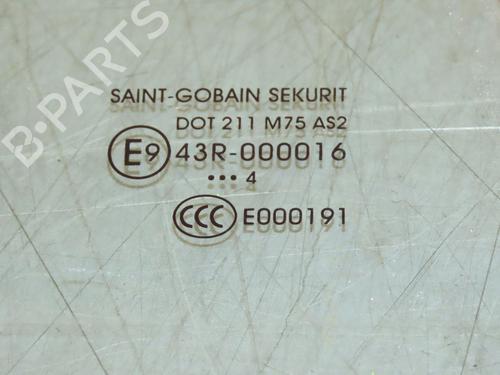 B-PARTS
SAINT-GOBAIN SEKURIT
DOT 211 M75 AS2
E9 43R-000016
••• 4
CCC E000191